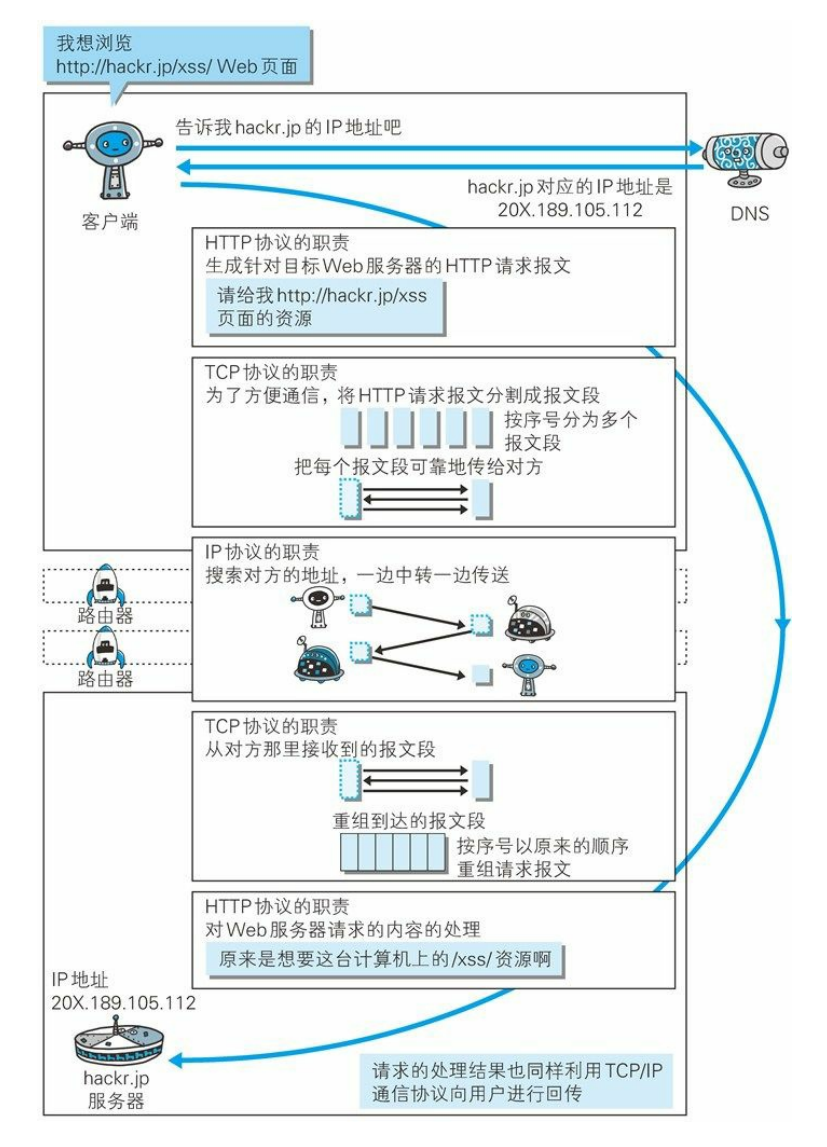 我想浏览
http://hackr.jp/xss/ Web页面
告诉我hackr.jp的IP地址吧
hackr.jp对应的IP地址是
20X.189.105.112
客户端
DNS
HTTP协议的职责
生成针对目标Web服务器的HTTP请求报文
请给我http://hackr.jp/xss
页面的资源
TCP协议的职责
为了方便通信，将HTTP请求报文分割成报文段
按序号分为多个
报文段
把每个报文段可靠地传给对方
IP协议的职责
搜索对方的地址，一边中转一边传送
路由器
路由器
TCP协议的职责
从对方那里接收到的报文段
重组到达的报文段
按序号以原来的顺序
重组请求报文
HTTP协议的职责
对Web服务器请求的内容的处理
原来是想要这台计算机上的/xss/资源啊
IP地址
20X.189.105.112
hackr.jp
服务器
请求的处理结果也同样利用TCP/IP
通信协议向用户进行回传